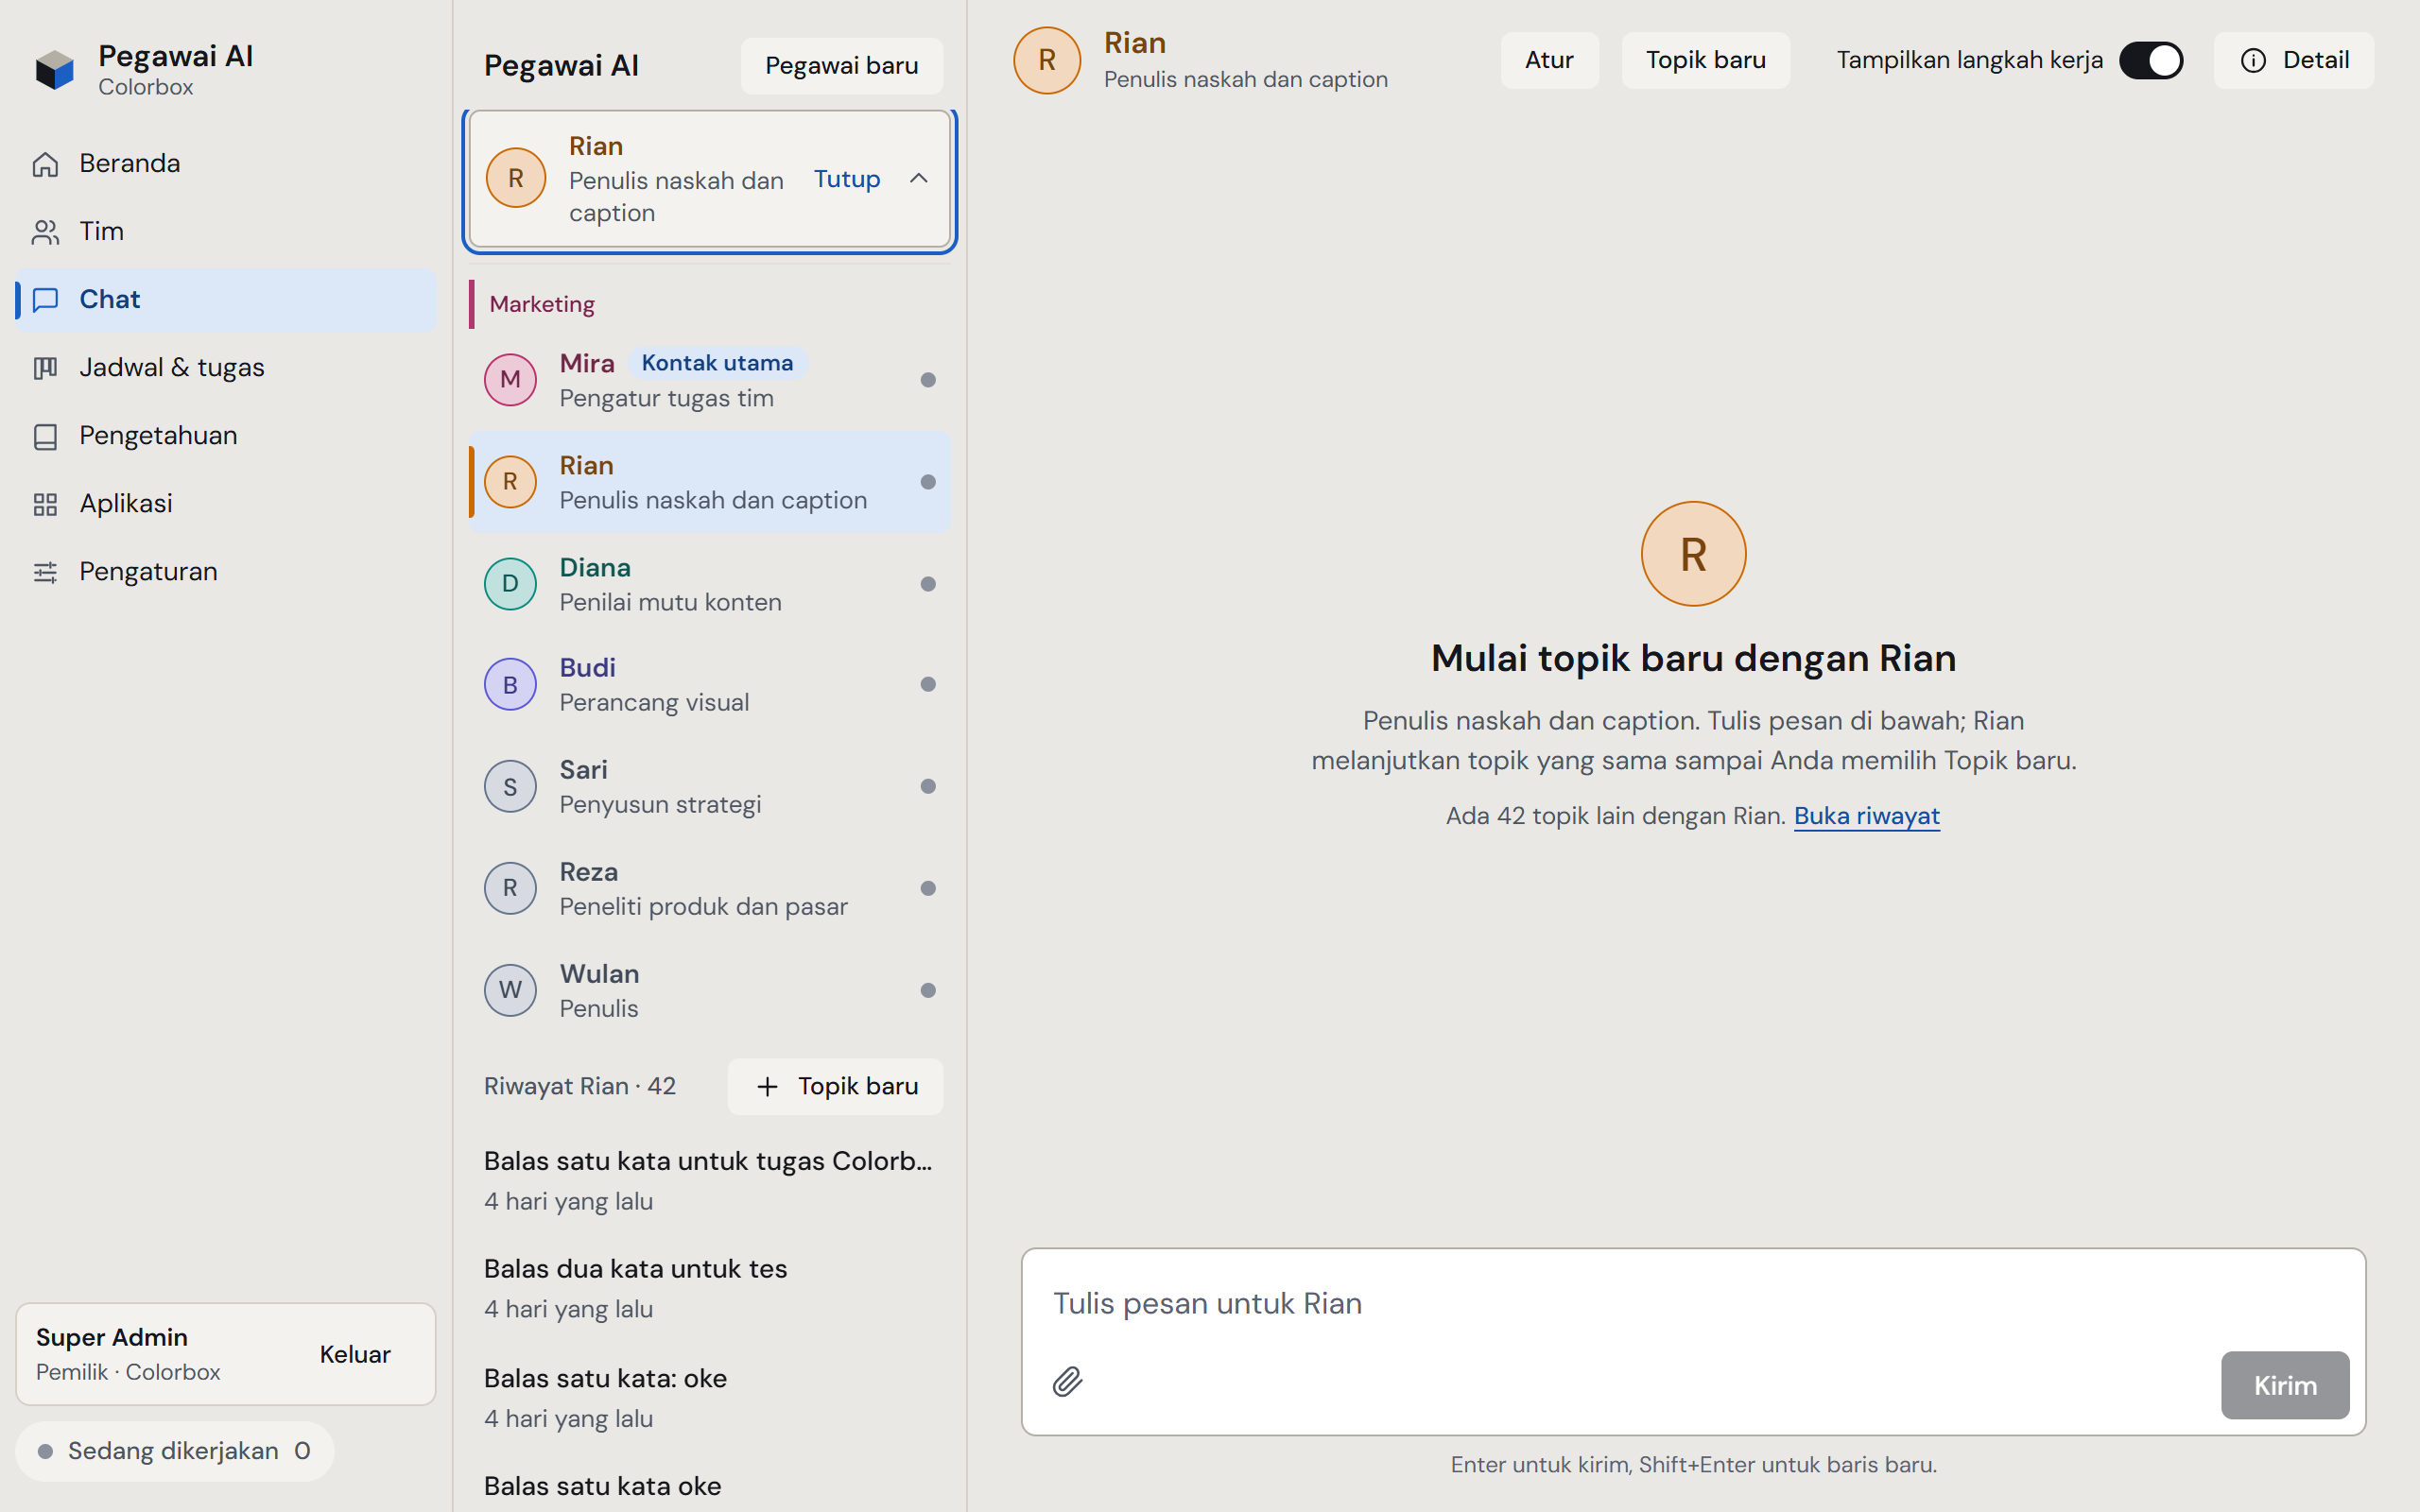 Pegawai AI
Colorbox
Beranda
Tim
Chat
Jadwal & tugas
Pengetahuan
Aplikasi
Pengaturan
Super Admin
Pemilik · Colorbox
Keluar
Sedang dikerjakan 0
Pegawai AI
Pegawai baru
R
Rian
Penulis naskah dan
caption
Tutup
Marketing
M
Mira
Kontak utama
Pengatur tugas tim
R
Rian
Penulis naskah dan caption
D
Diana
Penilai mutu konten
B
Budi
Perancang visual
S
Sari
Penyusun strategi
R
Reza
Peneliti produk dan pasar
W
Wulan
Penulis
Riwayat Rian · 42
Topik baru
Balas satu kata untuk tugas Colorb...
4 hari yang lalu
Balas dua kata untuk tes
4 hari yang lalu
Balas satu kata: oke
4 hari yang lalu
Balas satu kata oke
R
Rian
Penulis naskah dan caption
Atur
Topik baru
Tampilkan langkah kerja
Detail
R
Mulai topik baru dengan Rian
Penulis naskah dan caption. Tulis pesan di bawah; Rian
melanjutkan topik yang sama sampai Anda memilih Topik baru.
Ada 42 topik lain dengan Rian. Buka riwayat
Tulis pesan untuk Rian
Kirim
Enter untuk kirim, Shift+Enter untuk baris baru.